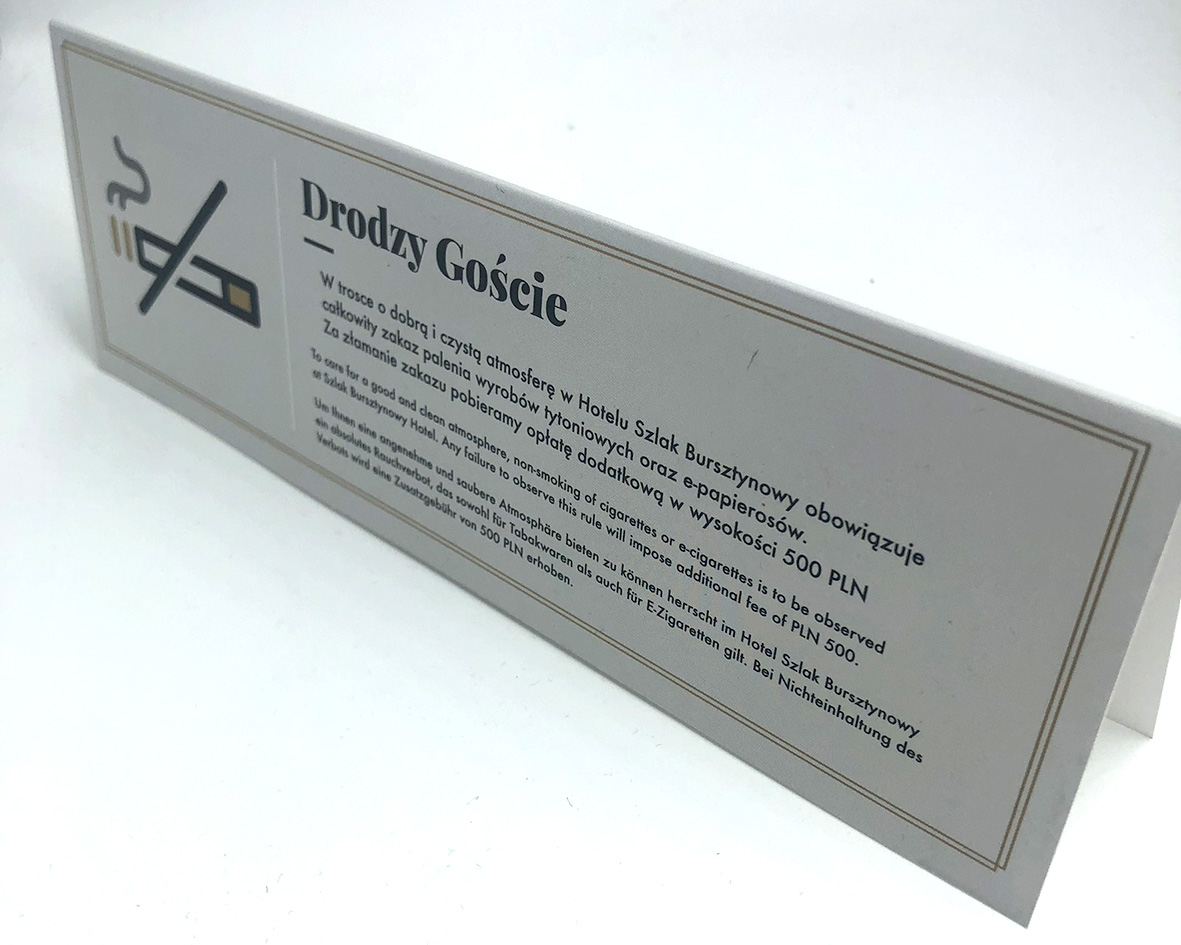 Drodzy Goście
W trosce o dobrą i czystą atmosferę w Hotelu Szlak Bursztynowy obowiązuje
całkowity zakaz palenia wyrobów tytoniowych oraz e-papierosów.
Za złamanie zakazu pobieramy opłatę dodatkową w wysokości 500 PLN
To care for a good and clean atmosphere, non-smoking of cigarettes or e-cigarettes is to be observed
at Szlak Bursztynowy Hotel. Any failure to observe this rule will impose additional fee of PLN 500.
Um Ihnen eine angenehme und saubere Atmosphäre bieten zu können herrscht im Hotel Szlak Bursztynowy
ein absolutes Rauchverbot, das sowohl für Tabakwaren als auch für E-Zigaretten gilt. Bei Nichteinhaltung des
Verbots wird eine Zusatzgebühr von 500 PLN erhoben.